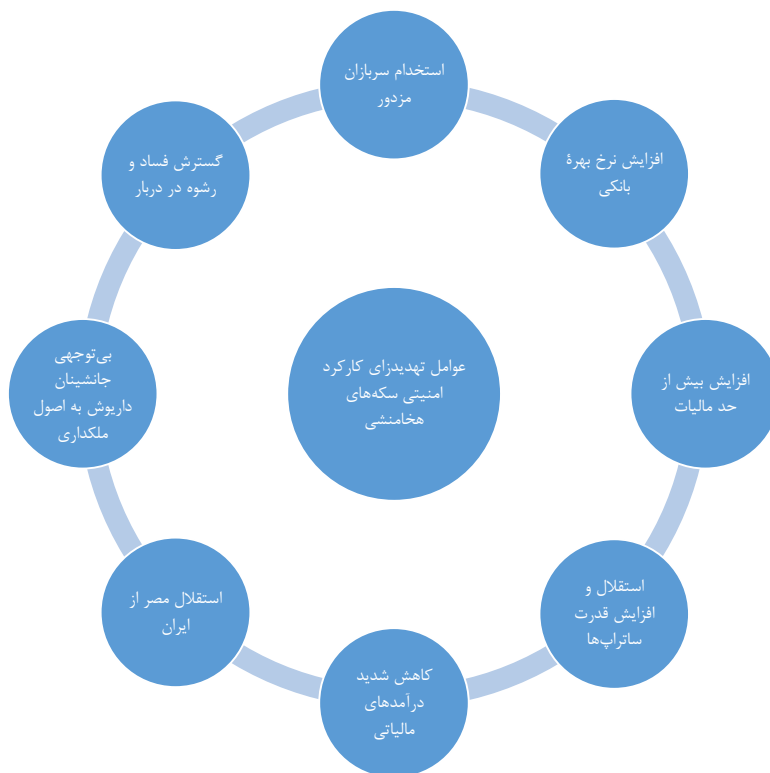 استخدام سربازان
مزدور
افزایش نرخ بهرۀ
بانکی
افزایش بیش از
حد مالیات
استقلال و
افزایش قدرت
ساتراپ‌ها
کاهش شدید
درآمدهای
مالیاتی
استقلال مصر از
ایران
بی‌توجهی
جانشینان
داریوش به اصول
ملکداری
گسترش فساد و
رشوه در دربار
عوامل تهدیدزای کارکرد
امنیتی سکه‌های
هخامنشی